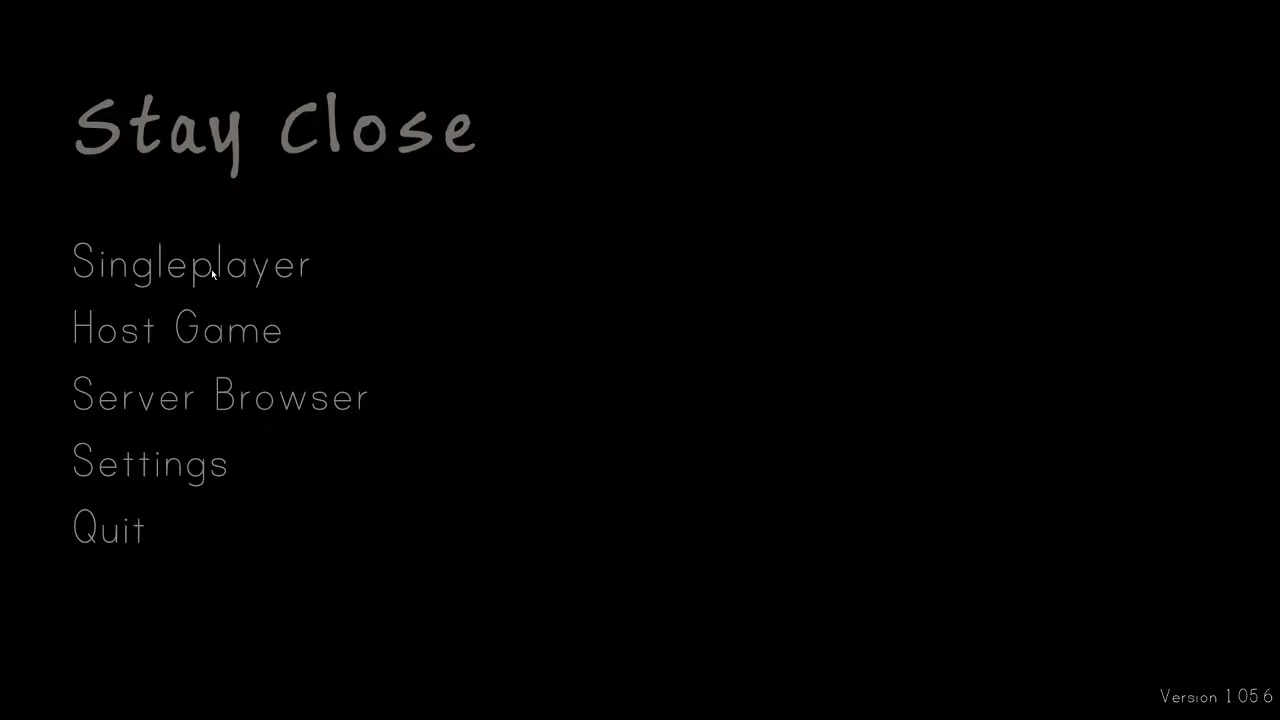 Stay Close
Singleplayer
Host Game
Server Browser
Settings
Quit
Version 1.05.6